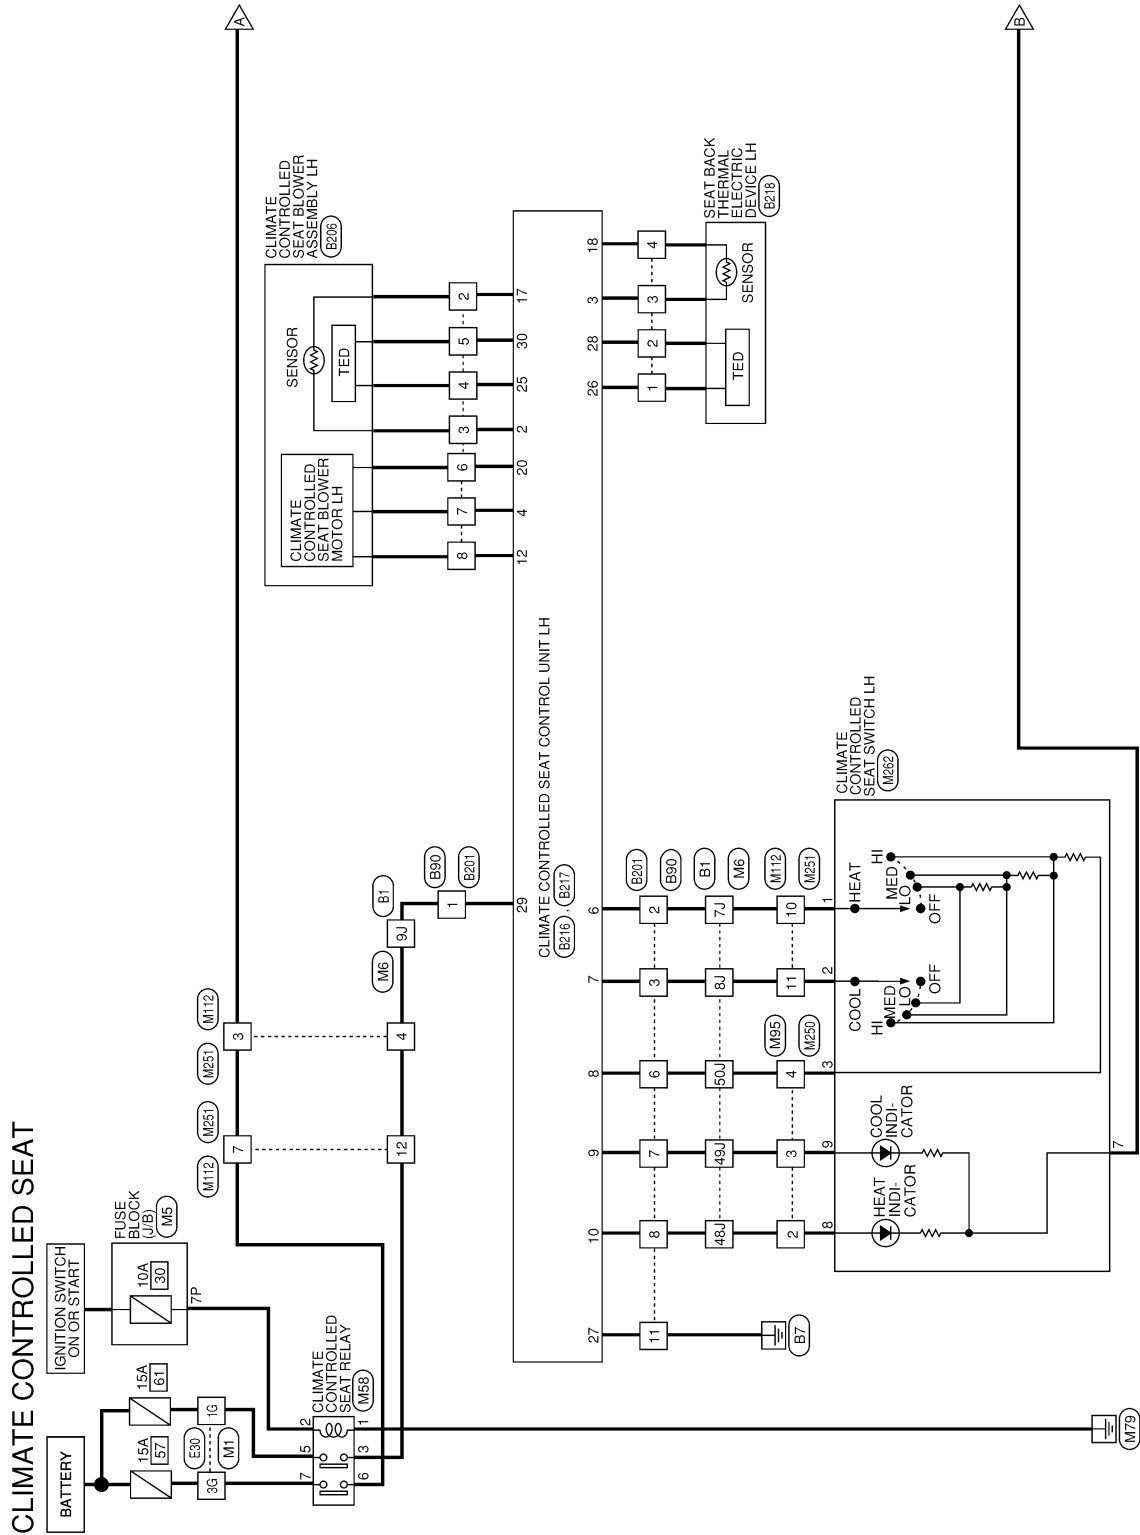 CLIMATE CONTROLLED SEAT
BATTERY
IGNITION SWITCH
ON OR START
15A
57
15A
61
10A
30
FUSE
BLOCK
(J/B)
M5
7P
3G
1G
E30
M1
CLIMATE
CONTROLLED
SEAT RELAY
M58
7
5
2
6
3
1
M79
M112
M251
7
12
M251
M112
3
4
M6
9J
B1
1
B90
B201
A
B
CLIMATE
CONTROLLED
SEAT BLOWER
ASSEMBLY LH
B206
CLIMATE
CONTROLLED
SEAT BLOWER
MOTOR LH
SENSOR
TED
8
7
6
3
4
5
2
12
4
20
2
25
30
17
29
CLIMATE CONTROLLED SEAT CONTROL UNIT LH
B216 , B217
27
10
9
8
7
6
26
28
3
18
1
2
3
4
TED
SENSOR
SEAT BACK
THERMAL
ELECTRIC
DEVICE LH
B218
11
8
7
6
3
2
B201
B90
B7
48J
49J
50J
8J
7J
B1
M6
2
3
4
11
10
M95
M250
M112
M251
8
9
3
2
1
CLIMATE
CONTROLLED
SEAT SWITCH LH
M262
HEAT
INDI-
CATOR
COOL
INDI-
CATOR
COOL
HI
MED
LO
OFF
HEAT
HI
MED
LO
OFF
7